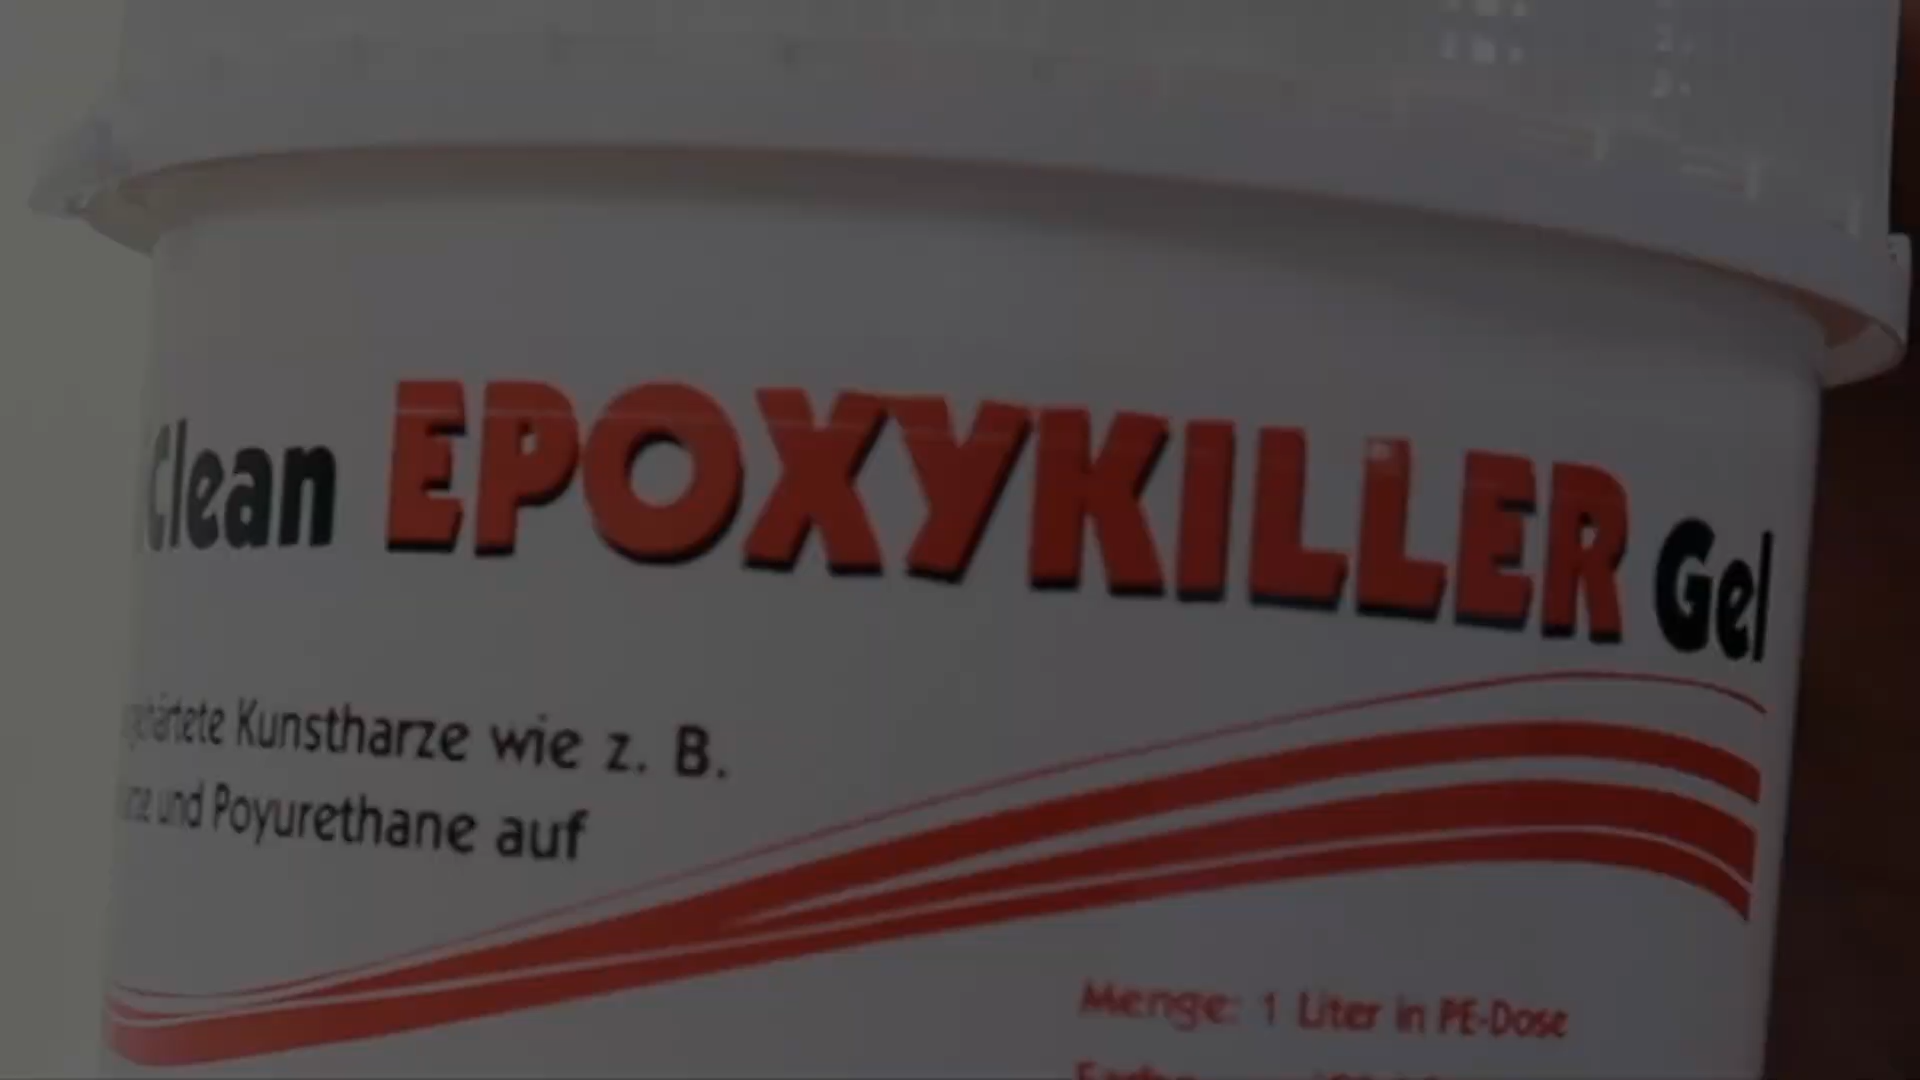 Clean EPOXYKILLER Gel
Kunstharze wie z. B.
und Poyurethane auf
Menge: 1 Liter in PE-Dose